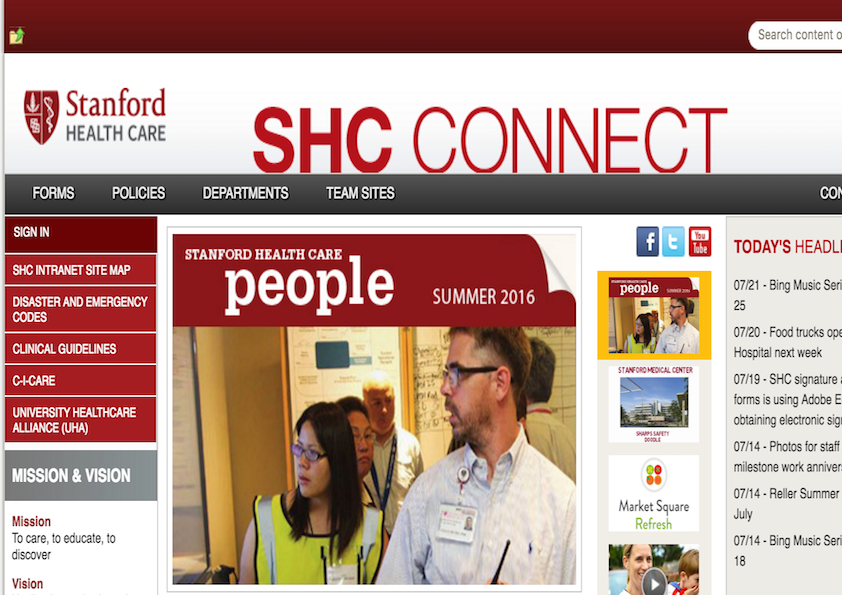 Search content o
Stanford
HEALTH CARE
SHC CONNECT
FORMS POLICIES DEPARTMENTS TEAM SITES CON
SIGN IN
SHC INTRANET SITE MAP
DISASTER AND EMERGENCY
CODES
CLINICAL GUIDELINES
C-I-CARE
UNIVERSITY HEALTHCARE
ALLIANCE (UHA)
MISSION & VISION
Mission
To care, to educate, to
discover
Vision
STANFORD HEALTH CARE
people
SUMMER 2016
You
Tube
STANFORD HEALTH CARE
people
SUMMER 2016
STANFORD MEDICAL CENTER
SHARPS SAFETY
DOODLE
Market Square
Refresh
TODAY'S HEADLI
07/21 - Bing Music Seri
25
07/20 - Food trucks ope
Hospital next week
07/19 - SHC signature a
forms is using Adobe E
obtaining electronic sig
07/14 - Photos for staff
milestone work annivers
07/14 - Reller Summer
July
07/14 - Bing Music Seri
18